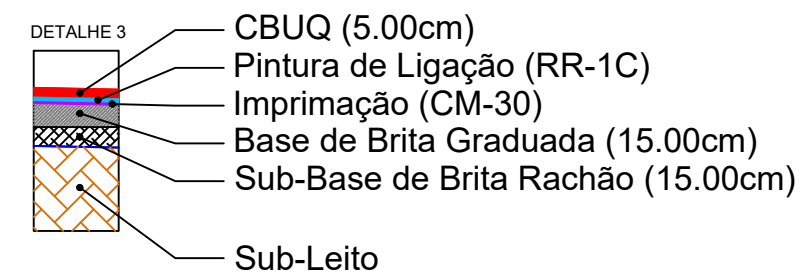 DETALHE 3
CBUQ (5.00cm)
Pintura de Ligação (RR-1C)
Imprimação (CM-30)
Base de Brita Graduada (15.00cm)
Sub-Base de Brita Rachão (15.00cm)
Sub-Leito